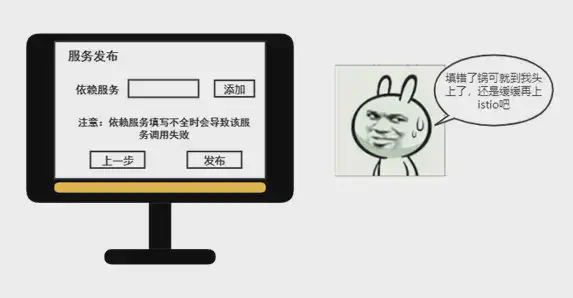 服务发布
依赖服务
添加
注意：依赖服务填写不全时会导致该服
务调用失败
上一步
发布
填错了锅可就到我头
上了，还是缓缓再上
istio吧